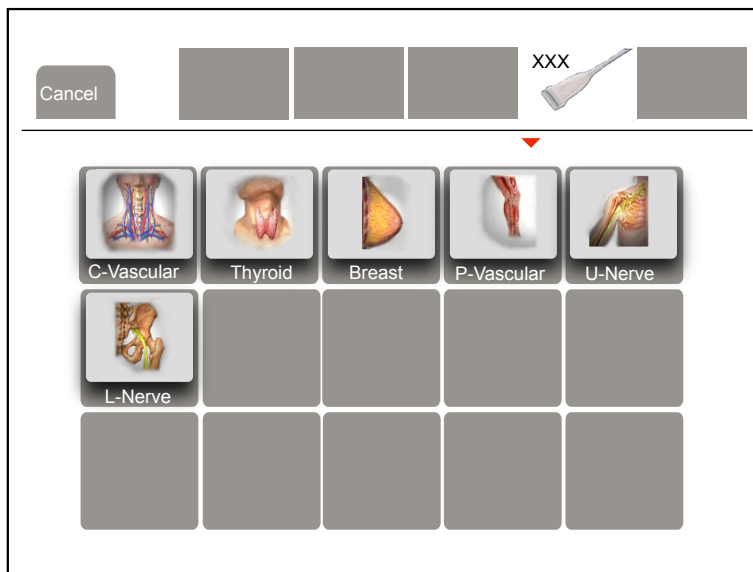 XXX
Cancel
C-Vascular
Thyroid
Breast
P-Vascular
U-Nerve
L-Nerve